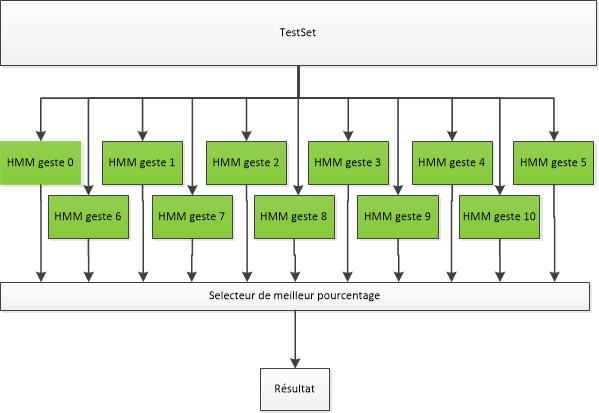 TestSet
HMM geste 0
HMM geste 1
HMM geste 2
HMM geste 3
HMM geste 4
HMM geste 5
HMM geste 6
HMM geste 7
HMM geste 8
HMM geste 9
HMM geste 10
Selecteur de meilleur pourcentage
Résultat